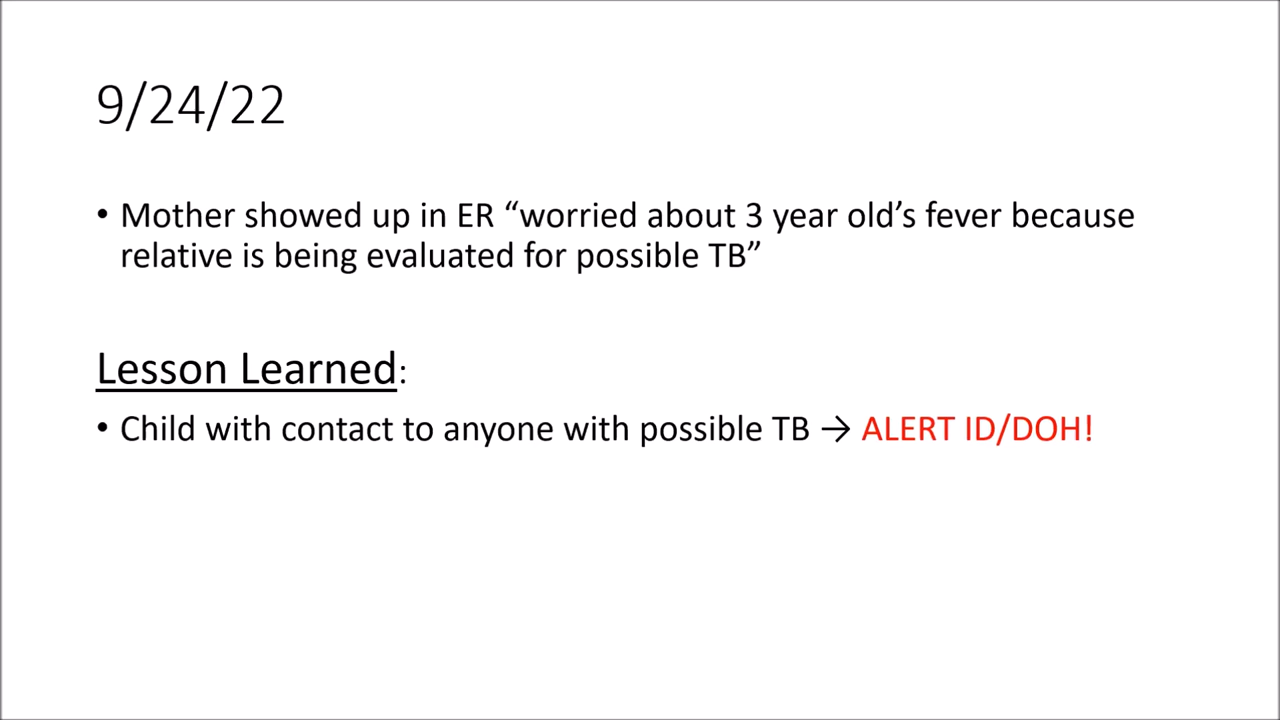 9/24/22
• Mother showed up in ER “worried about 3 year old’s fever because
relative is being evaluated for possible TB”
Lesson Learned:
• Child with contact to anyone with possible TB → ALERT ID/DOH!